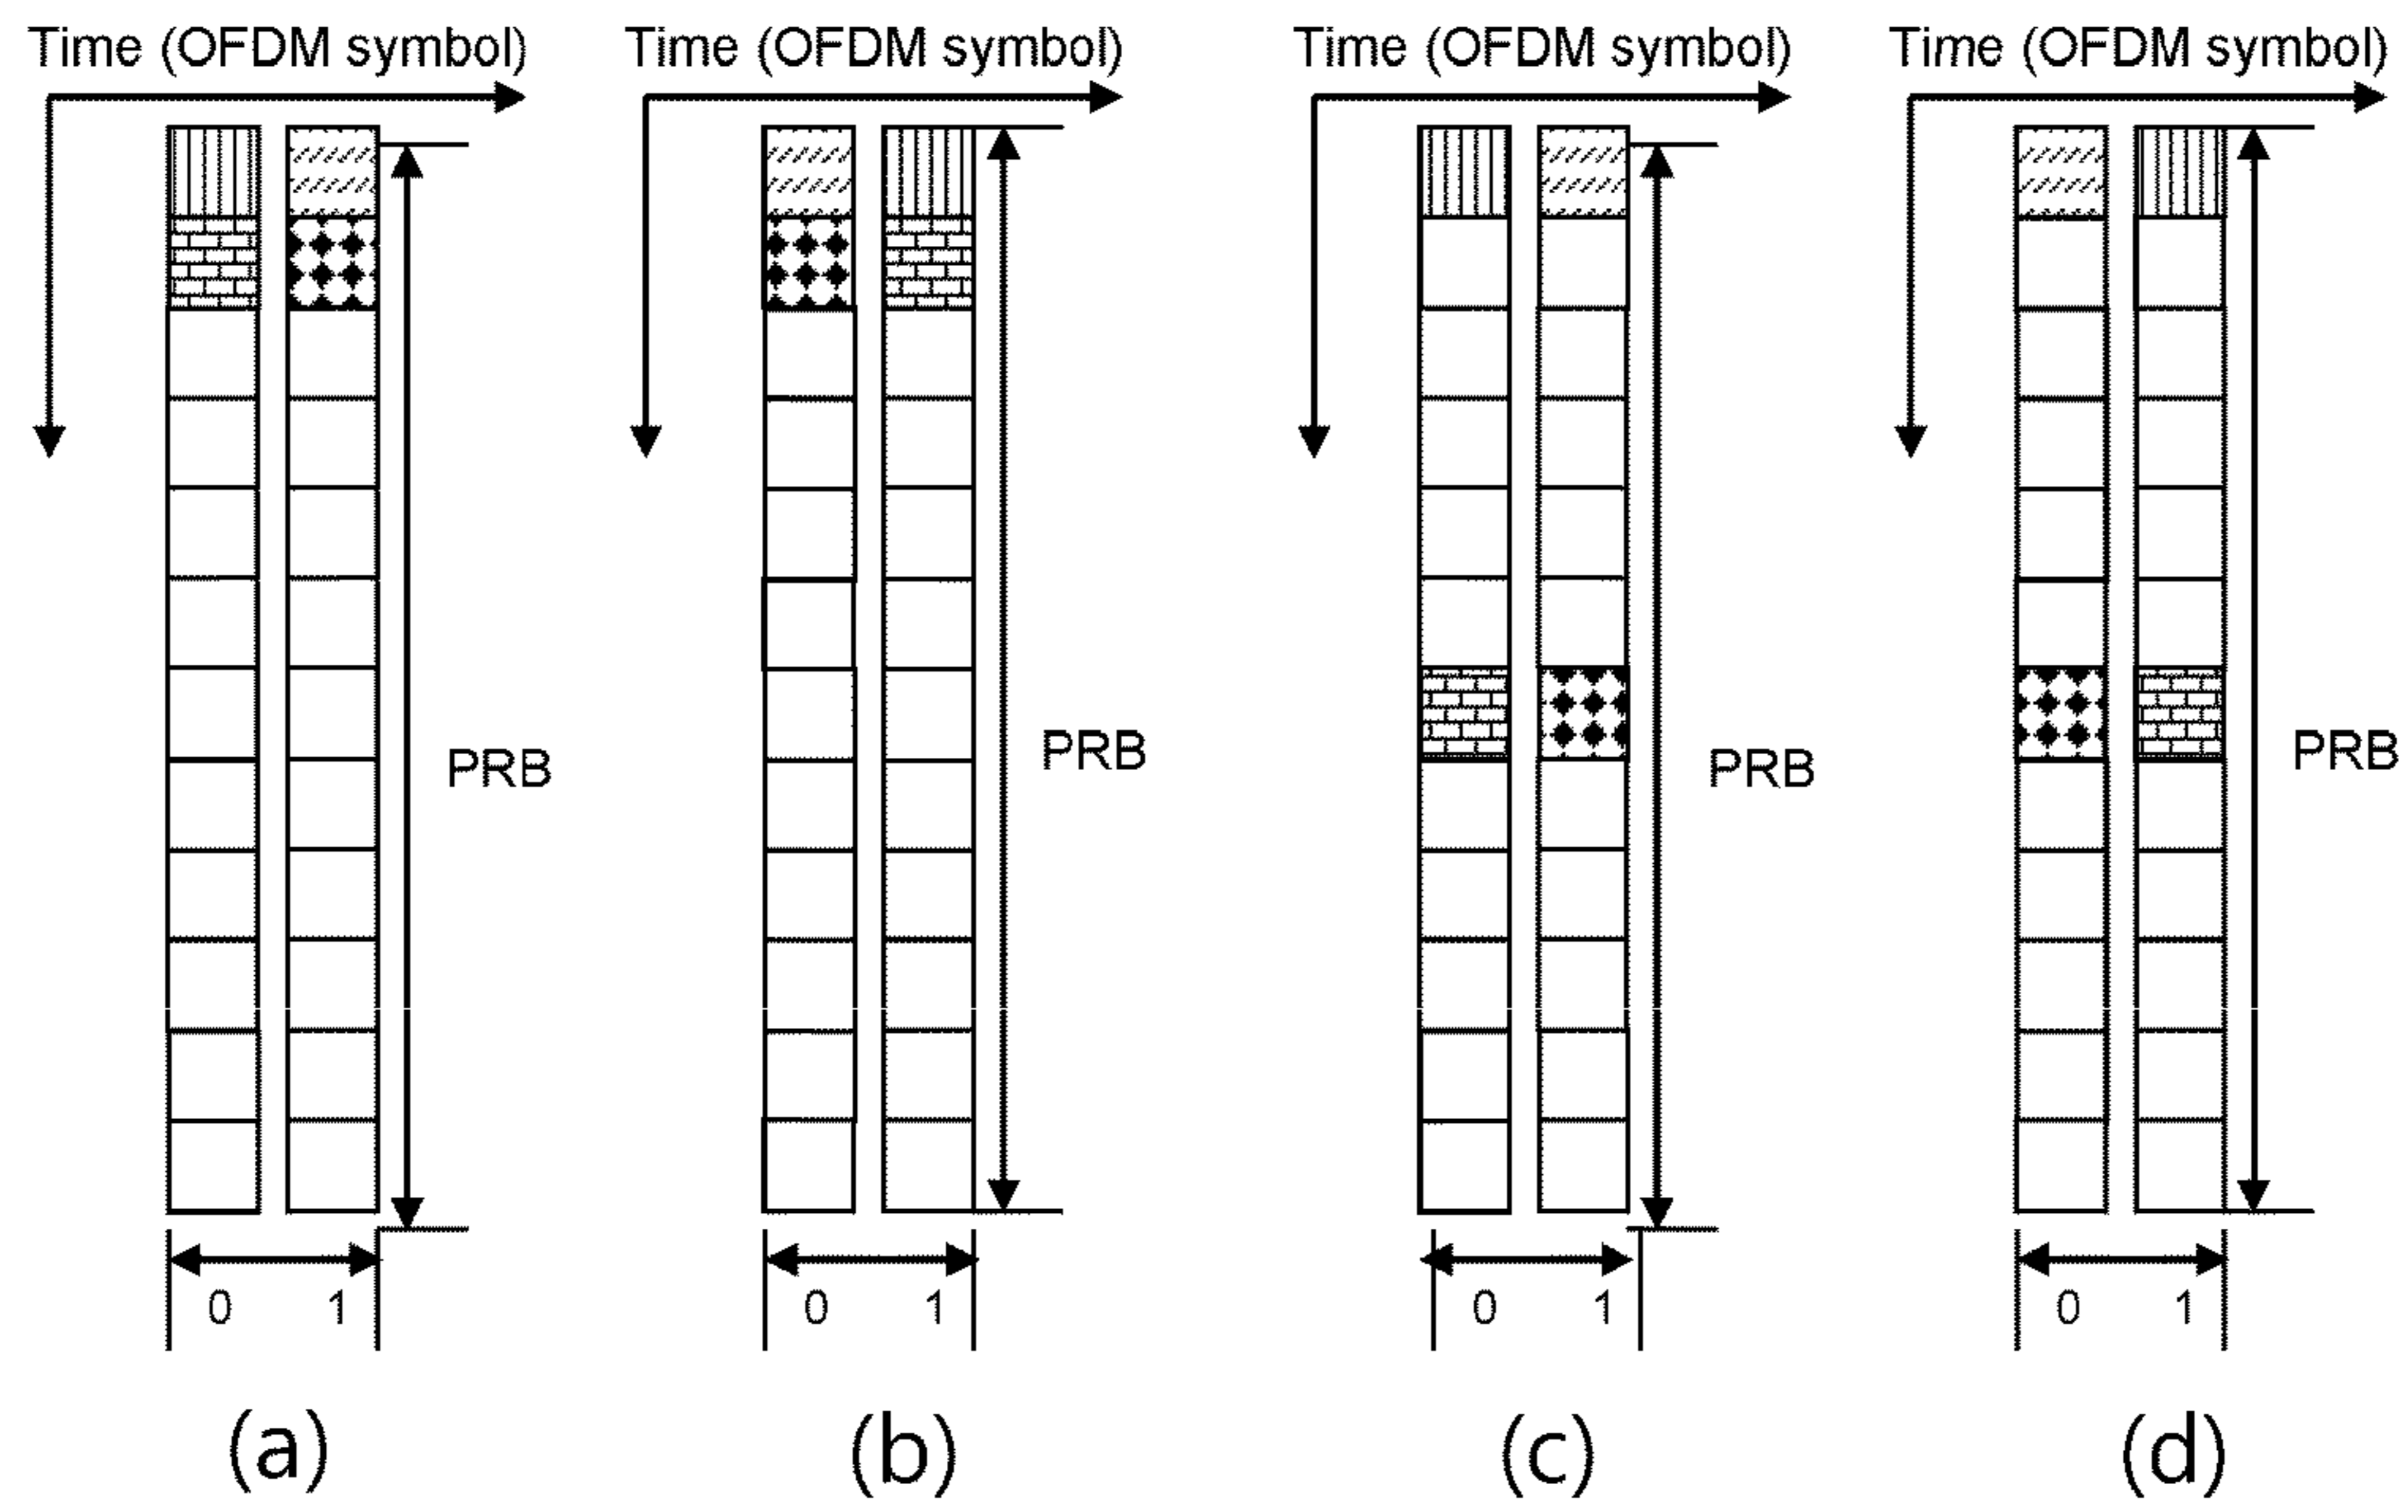 Time (OFDM symbol) Time (OFDM symbol) Time (OFDM symbol) Time (OFDM symbol)
PRB PRB PRB PRB
0 1 0 1 0 1 0 1
(a) (b) (c) (d)